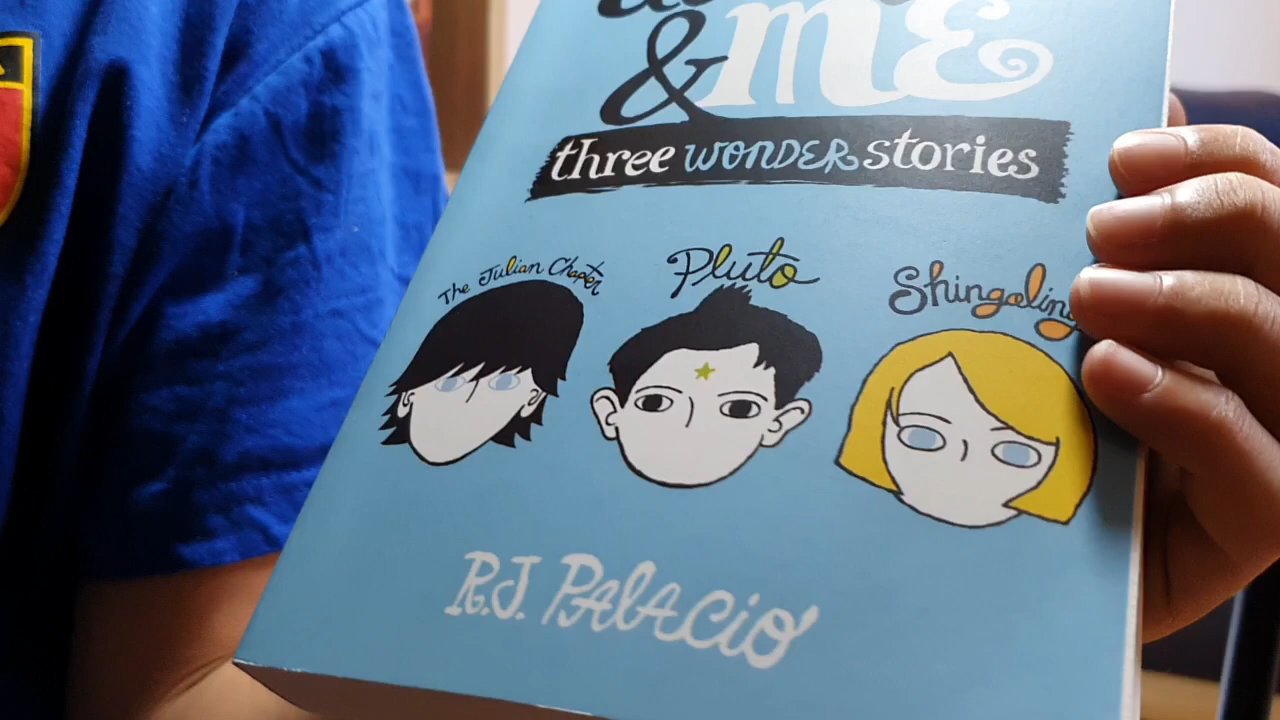 & ME
three WONDER stories
The Julian Chapter
Pluto
Shingaling
R.J. PALACIO